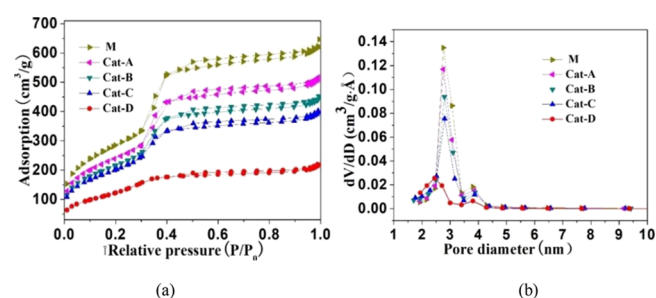 700
600
500
400
300
200
100
0
Adsorption (cm³/g)
M
Cat-A
Cat-B
Cat-C
Cat-D
0.0 0.2 0.4 0.6 0.8 1.0
Relative pressure (P/P₀)
(a)
0.14
0.12
0.10
0.08
0.06
0.04
0.02
0.00
dV/dD (cm³/g·Å)
M
Cat-A
Cat-B
Cat-C
Cat-D
1 2 3 4 5 6 7 8 9 10
Pore diameter (nm)
(b)